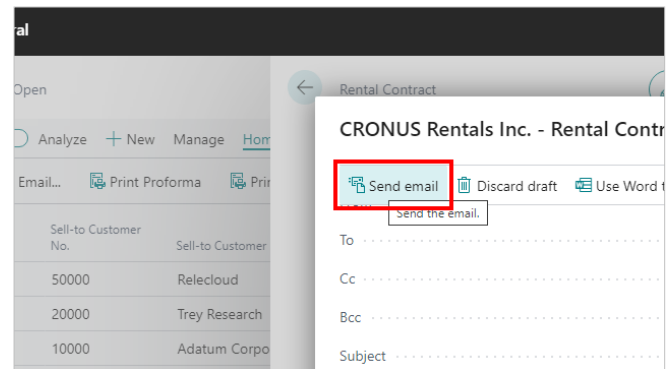 ral
Open
Rental Contract
Analyze + New Manage Hom
Email... Print Proforma Prin
Sell-to Customer
No.
Sell-to Customer
50000 Relecloud
20000 Trey Research
10000 Adatum Corpo
CRONUS Rentals Inc. - Rental Contr
Send email Discard draft Use Word t
Send the email.
To
Cc
Bcc
Subject